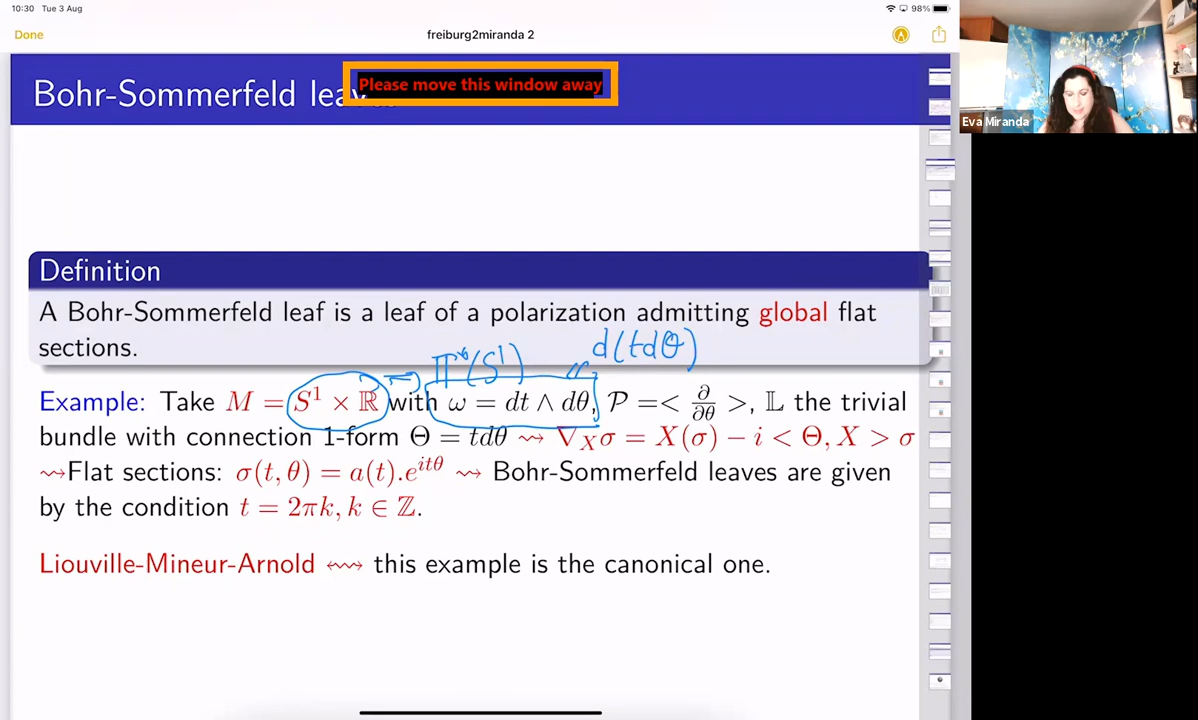 10:30 Tue 3 Aug
98%
Done
freiburg2miranda 2
Bohr-Sommerfeld
Please move this window away
Eva Miranda
Definition
A Bohr-Sommerfeld leaf is a leaf of a polarization admitting global flat
sections.
T*(S¹)
d(tdθ)
Example: Take M = S¹ × ℝ with ω = dt ∧ dθ, 𝒫 =< ∂/∂θ >, 𝕃 the trivial
bundle with connection 1-form Θ = tdθ ⇝ ∇_X σ = X(σ) − i < Θ, X > σ
⇝Flat sections: σ(t, θ) = a(t).e^{itθ} ⇝ Bohr-Sommerfeld leaves are given
by the condition t = 2πk, k ∈ ℤ.
Liouville-Mineur-Arnold ↭ this example is the canonical one.